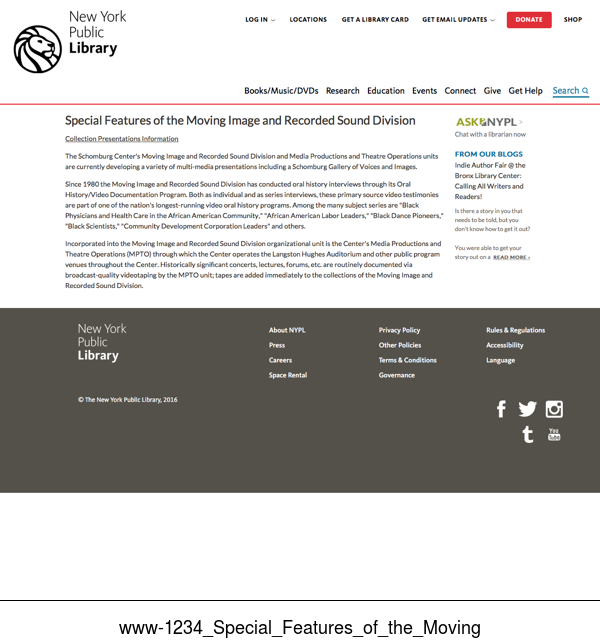 New York
Public
Library
LOG IN
LOCATIONS
GET A LIBRARY CARD
GET EMAIL UPDATES
DONATE
SHOP
Books/Music/DVDs
Research
Education
Events
Connect
Give
Get Help
Search
Special Features of the Moving Image and Recorded Sound Division
Collection Presentations Information
The Schomburg Center's Moving Image and Recorded Sound Division and Media Productions and Theatre Operations units
are currently developing a variety of multi-media presentations including a Schomburg Gallery of Voices and Images.
Since 1980 the Moving Image and Recorded Sound Division has conducted oral history interviews through its Oral
History/Video Documentation Program. Both as individual and as series interviews, these primary source video testimonies
are part of one of the nation's longest-running video oral history programs. Among the many subject series are "Black
Physicians and Health Care in the African American Community," "African American Labor Leaders," "Black Dance Pioneers,"
"Black Scientists," "Community Development Corporation Leaders" and others.
Incorporated into the Moving Image and Recorded Sound Division organizational unit is the Center's Media Productions and
Theatre Operations (MPTO) through which the Center operates the Langston Hughes Auditorium and other public program
venues throughout the Center. Historically significant concerts, lectures, forums, etc. are routinely documented via
broadcast-quality videotaping by the MPTO unit; tapes are added immediately to the collections of the Moving Image and
Recorded Sound Division.
ASK NYPL >
Chat with a librarian now
FROM OUR BLOGS
Indie Author Fair @ the
Bronx Library Center:
Calling All Writers and
Readers!
Is there a story in you that
needs to be told, but you
don't know how to get it out?
You were able to get your
story out on a READ MORE ›
New York
Public
Library
About NYPL
Press
Careers
Space Rental
Privacy Policy
Other Policies
Terms & Conditions
Governance
Rules & Regulations
Accessibility
Language
© The New York Public Library, 2016
You
Tube
www-1234_Special_Features_of_the_Moving